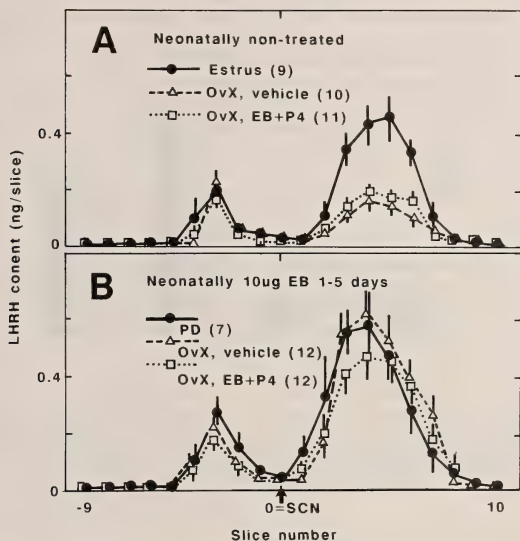 A
Neonatally non-treated
Estrus (9)
OvX, vehicle (10)
OvX, EB+P4 (11)
0.4
0
B
Neonatally 10ug EB 1-5 days
PD (7)
OvX, vehicle (12)
OvX, EB+P4 (12)
0.4
0
LHRH conent (ng/slice)
-9
0=SCN
10
Slice number